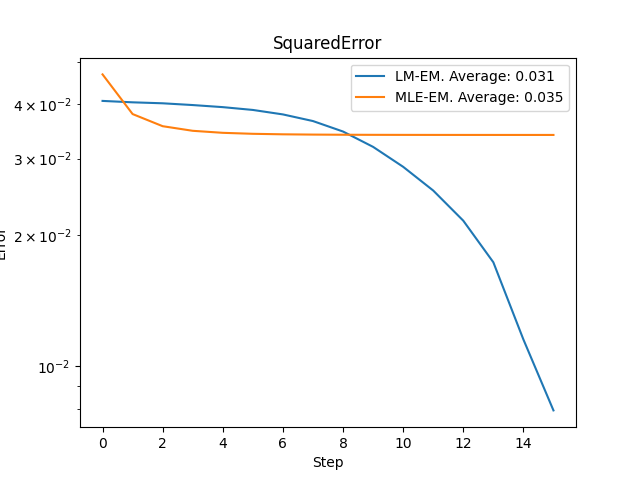 SquaredError
LM-EM. Average: 0.031
MLE-EM. Average: 0.035
4 × 10⁻²
3 × 10⁻²
2 × 10⁻²
10⁻²
Error
0 2 4 6 8 10 12 14
Step